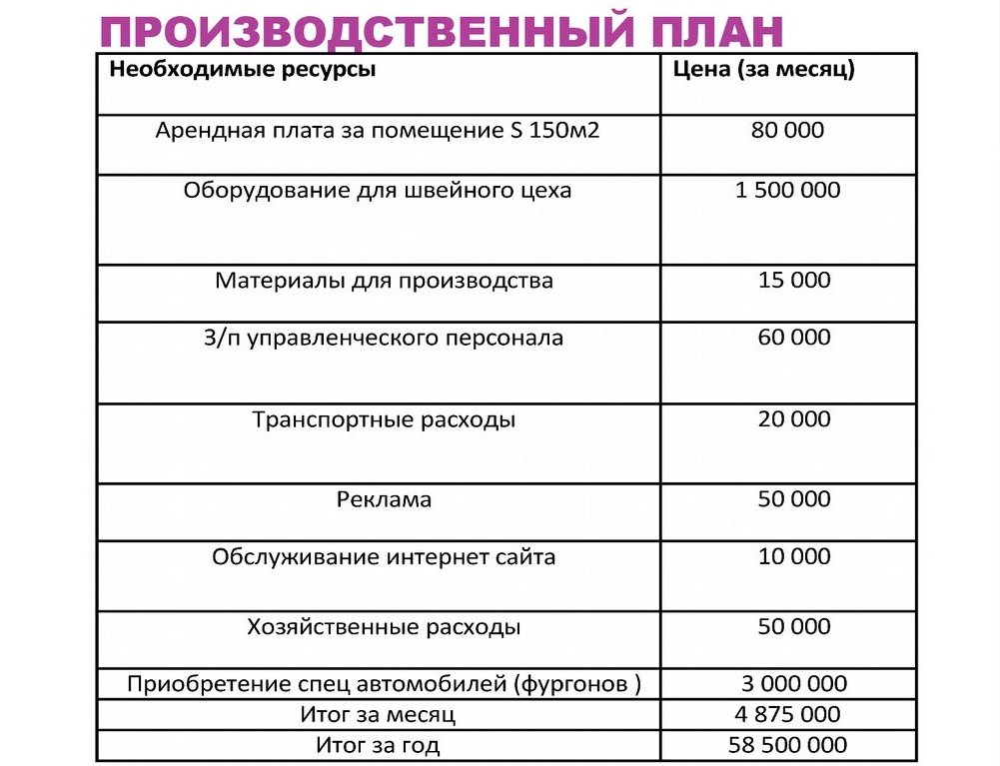 ПРОИЗВОДСТВЕННЫЙ ПЛАН
Необходимые ресурсы Цена (за месяц)
Арендная плата за помещение S 150м2 80 000
Оборудование для швейного цеха 1 500 000
Материалы для производства 15 000
З/п управленческого персонала 60 000
Транспортные расходы 20 000
Реклама 50 000
Обслуживание интернет сайта 10 000
Хозяйственные расходы 50 000
Приобретение спец автомобилей (фургонов ) 3 000 000
Итог за месяц 4 875 000
Итог за год 58 500 000